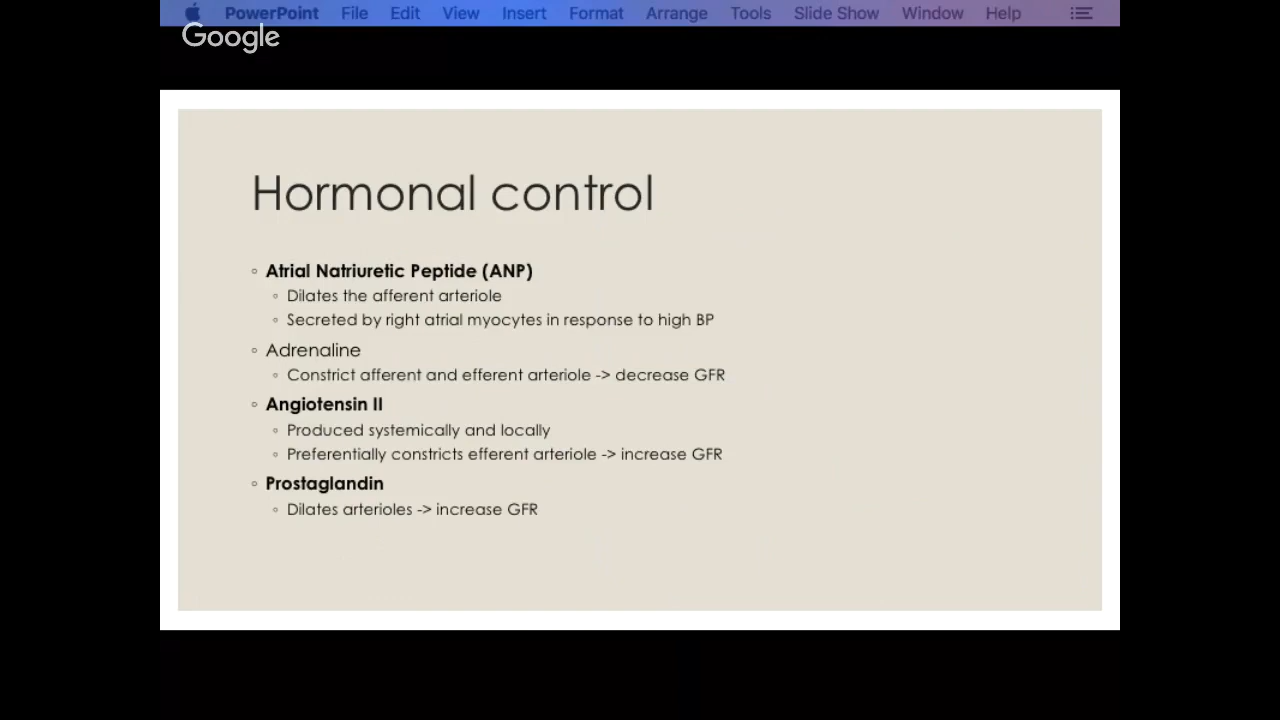 PowerPoint File Edit View Insert Format Arrange Tools Slide Show Window Help
Google
Hormonal control
◦ Atrial Natriuretic Peptide (ANP)
◦ Dilates the afferent arteriole
◦ Secreted by right atrial myocytes in response to high BP
◦ Adrenaline
◦ Constrict afferent and efferent arteriole -> decrease GFR
◦ Angiotensin II
◦ Produced systemically and locally
◦ Preferentially constricts efferent arteriole -> increase GFR
◦ Prostaglandin
◦ Dilates arterioles -> increase GFR